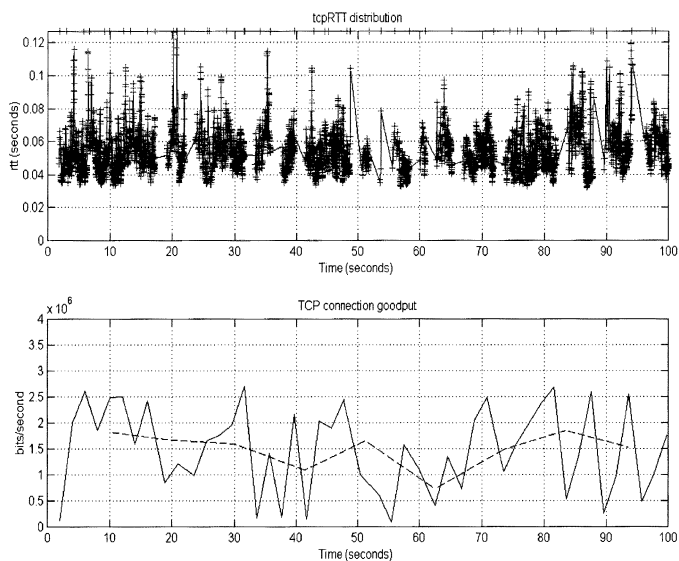 tcpRTT distribution
0.12
0.1
0.08
0.06
0.04
0.02
0
rtt (seconds)
0 10 20 30 40 50 60 70 80 90 100
Time (seconds)
TCP connection goodput
x 10^6
4
3.5
3
2.5
2
1.5
1
0.5
0
bits/second
0 10 20 30 40 50 60 70 80 90 100
Time (seconds)